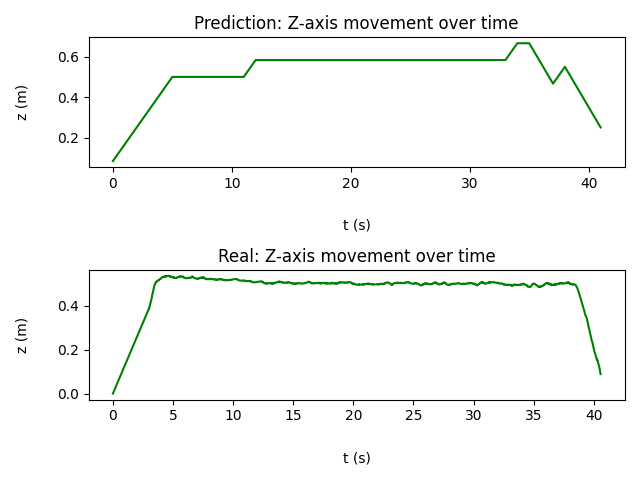 Prediction: Z-axis movement over time
0.6
0.4
0.2
z (m)
0 10 20 30 40
t (s)
Real: Z-axis movement over time
0.4
0.2
0.0
z (m)
0 5 10 15 20 25 30 35 40
t (s)